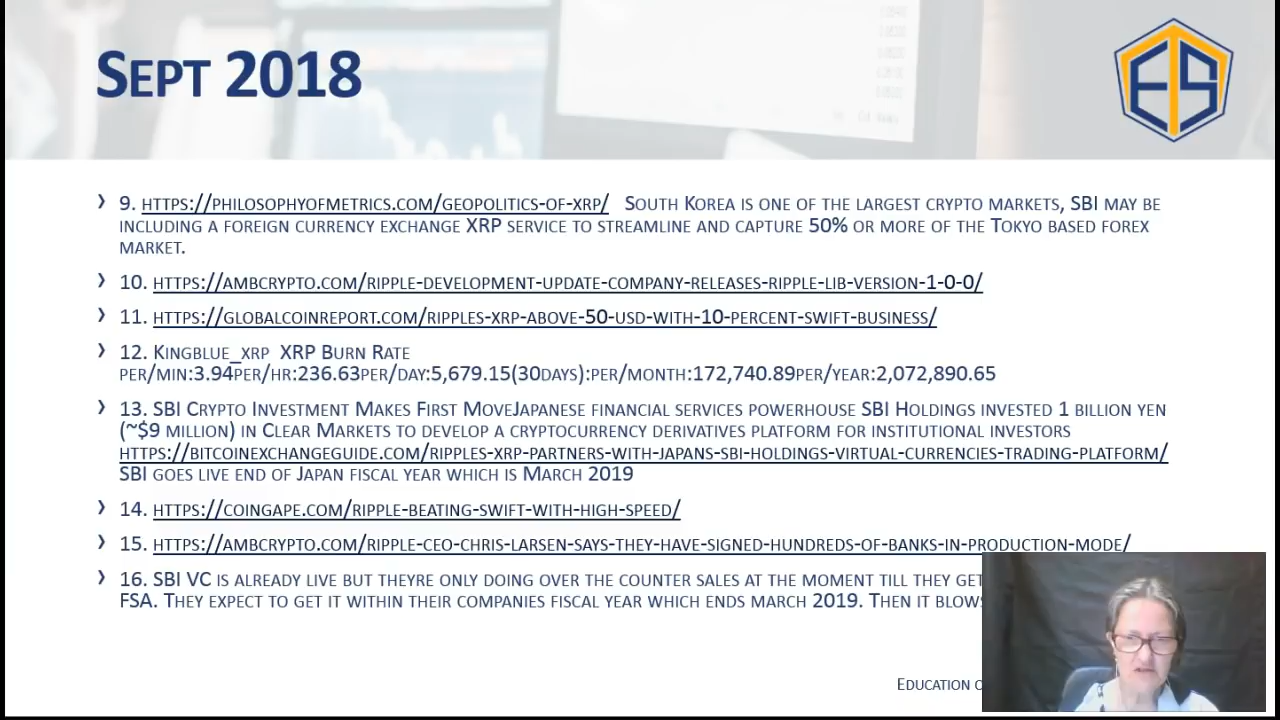 SEPT 2018
ETS
9. HTTPS://PHILOSOPHYOFMETRICS.COM/GEOPOLITICS-OF-XRP/ SOUTH KOREA IS ONE OF THE LARGEST CRYPTO MARKETS, SBI MAY BE
INCLUDING A FOREIGN CURRENCY EXCHANGE XRP SERVICE TO STREAMLINE AND CAPTURE 50% OR MORE OF THE TOKYO BASED FOREX
MARKET.
10. HTTPS://AMBCRYPTO.COM/RIPPLE-DEVELOPMENT-UPDATE-COMPANY-RELEASES-RIPPLE-LIB-VERSION-1-0-0/
11. HTTPS://GLOBALCOINREPORT.COM/RIPPLES-XRP-ABOVE-50-USD-WITH-10-PERCENT-SWIFT-BUSINESS/
12. KINGBLUE_XRP XRP BURN RATE
PER/MIN:3.94PER/HR:236.63PER/DAY:5,679.15(30DAYS):PER/MONTH:172,740.89PER/YEAR:2,072,890.65
13. SBI CRYPTO INVESTMENT MAKES FIRST MOVEJAPANESE FINANCIAL SERVICES POWERHOUSE SBI HOLDINGS INVESTED 1 BILLION YEN
(~$9 MILLION) IN CLEAR MARKETS TO DEVELOP A CRYPTOCURRENCY DERIVATIVES PLATFORM FOR INSTITUTIONAL INVESTORS
HTTPS://BITCOINEXCHANGEGUIDE.COM/RIPPLES-XRP-PARTNERS-WITH-JAPANS-SBI-HOLDINGS-VIRTUAL-CURRENCIES-TRADING-PLATFORM/
SBI GOES LIVE END OF JAPAN FISCAL YEAR WHICH IS MARCH 2019
14. HTTPS://COINGAPE.COM/RIPPLE-BEATING-SWIFT-WITH-HIGH-SPEED/
15. HTTPS://AMBCRYPTO.COM/RIPPLE-CEO-CHRIS-LARSEN-SAYS-THEY-HAVE-SIGNED-HUNDREDS-OF-BANKS-IN-PRODUCTION-MODE/
16. SBI VC IS ALREADY LIVE BUT THEYRE ONLY DOING OVER THE COUNTER SALES AT THE MOMENT TILL THEY GET
FSA. THEY EXPECT TO GET IT WITHIN THEIR COMPANIES FISCAL YEAR WHICH ENDS MARCH 2019. THEN IT BLOWS
EDUCATION